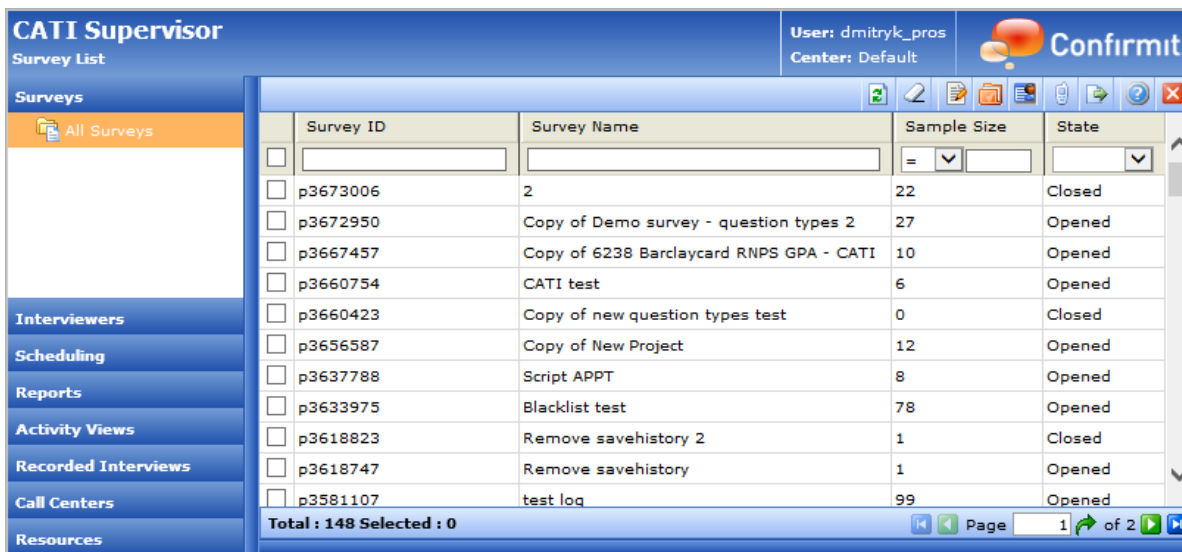 CATI Supervisor
Survey List
User: dmitryk_pros
Center: Default
Confirmit
Surveys
All Surveys
Interviewers
Scheduling
Reports
Activity Views
Recorded Interviews
Call Centers
Resources
Survey ID Survey Name Sample Size State
=
p3673006 2 22 Closed
p3672950 Copy of Demo survey - question types 2 27 Opened
p3667457 Copy of 6238 Barclaycard RNPS GPA - CATI 10 Opened
p3660754 CATI test 6 Opened
p3660423 Copy of new question types test 0 Closed
p3656587 Copy of New Project 12 Opened
p3637788 Script APPT 8 Opened
p3633975 Blacklist test 78 Opened
p3618823 Remove savehistory 2 1 Closed
p3618747 Remove savehistory 1 Opened
p3581107 test log 99 Opened
Total : 148 Selected : 0 Page 1 of 2